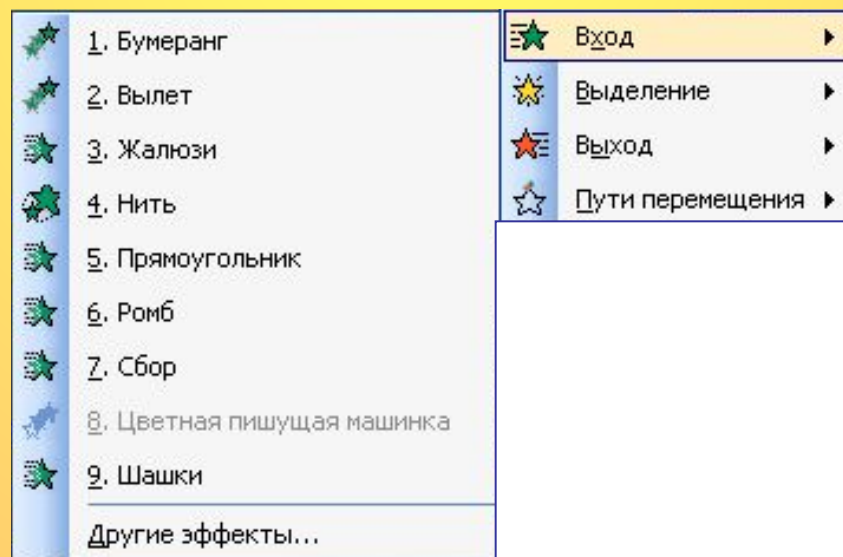 1. Бумеранг
2. Вылет
3. Жалюзи
4. Нить
5. Прямоугольник
6. Ромб
7. Сбор
8. Цветная пишущая машинка
9. Шашки
Другие эффекты...
Вход
Выделение
Выход
Пути перемещения